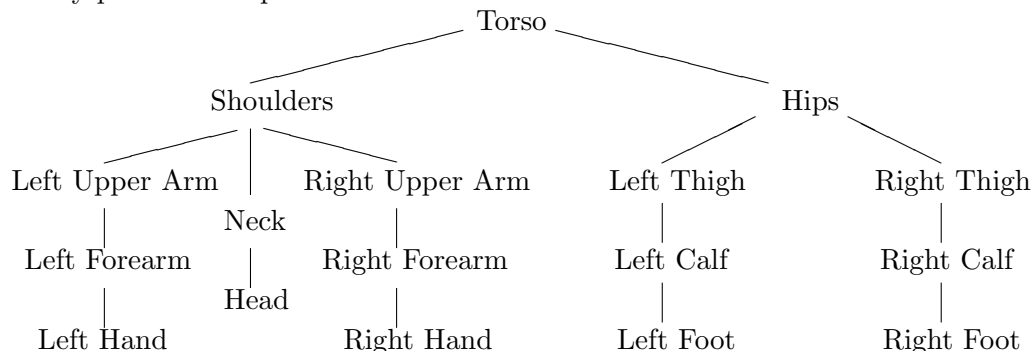 Torso
Shoulders Hips
Left Upper Arm Right Upper Arm Left Thigh Right Thigh
Neck
Left Forearm Right Forearm Left Calf Right Calf
Head
Left Hand Right Hand Left Foot Right Foot